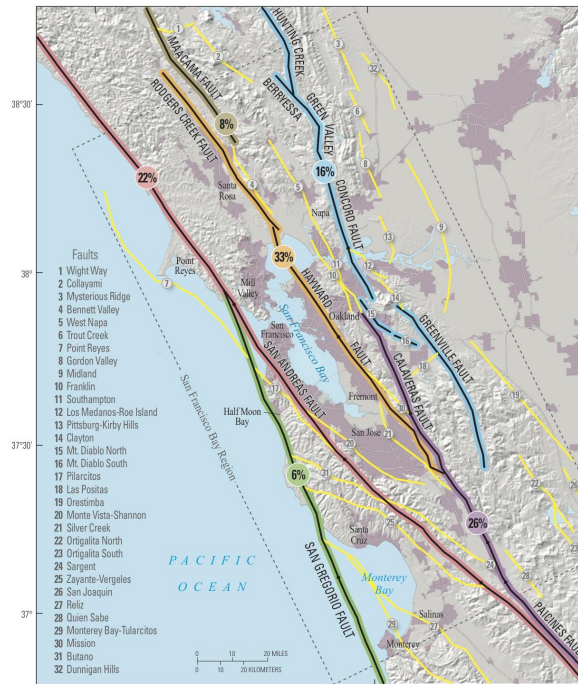 HUNTING CREEK
BERRYESSA
GREEN VALLEY
CONCORD FAULT
MAACAMA FAULT
RODGERS CREEK FAULT
38°30'
8%
22%
16%
Santa
Rosa
Napa
38°
33%
Point
Reyes
Mill
Valley
HAYWARD
FAULT
Oakland
San
Francisco
San Francisco Bay
SAN ANDREAS FAULT
CALAVERAS FAULT
GREENVILLE FAULT
Fremont
Half Moon
Bay
San Jose
37°30'
San Francisco Bay Region
6%
26%
Santa
Cruz
SAN GREGORIO FAULT
Monterey
Bay
PACIFIC
OCEAN
PAICINES FAULT
Salinas
Monterey
37°
Faults
1 Wight Way
2 Collayami
3 Mysterious Ridge
4 Bennett Valley
5 West Napa
6 Trout Creek
7 Point Reyes
8 Gordon Valley
9 Midland
10 Franklin
11 Southampton
12 Los Medanos-Roe Island
13 Pittsburg-Kirby Hills
14 Clayton
15 Mt. Diablo North
16 Mt. Diablo South
17 Pilarcitos
18 Las Positas
19 Orestimba
20 Monte Vista-Shannon
21 Silver Creek
22 Ortigalita North
23 Ortigalita South
24 Sargent
25 Zayante-Vergeles
26 San Joaquin
27 Reliz
28 Quien Sabe
29 Monterey Bay-Tularcitos
30 Mission
31 Butano
32 Dunnigan Hills
0 10 20 MILES
0 10 20 KILOMETERS